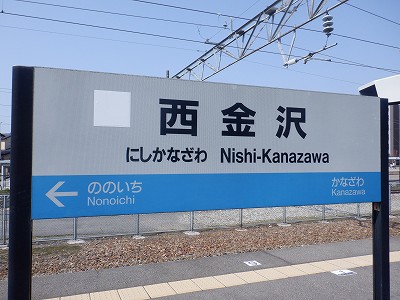 西金沢
にしかなざわ Nishi-Kanazawa
ののいち
Nonoichi
かなざわ
Kanazawa